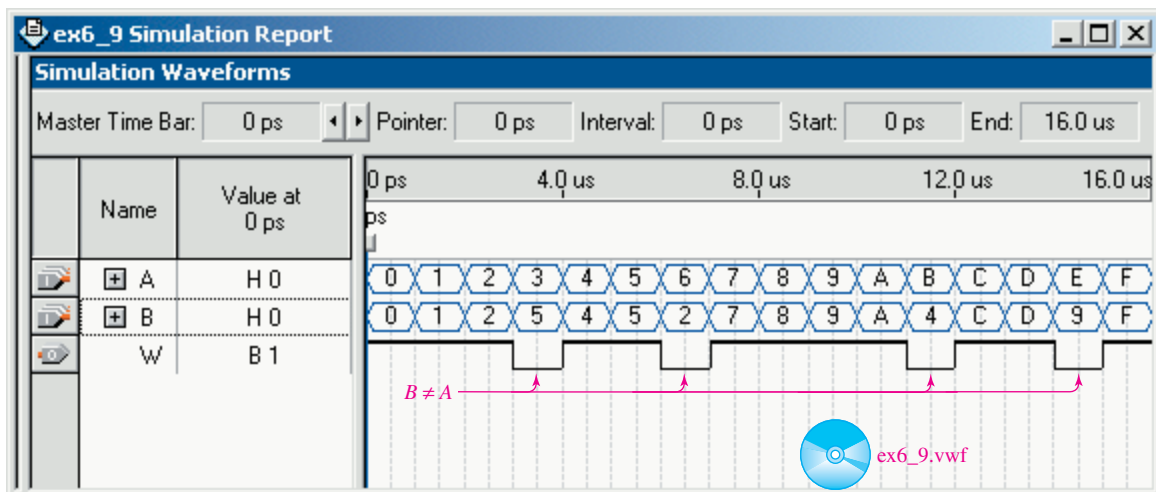 ex6_9 Simulation Report
Simulation Waveforms
Master Time Bar: 0 ps Pointer: 0 ps Interval: 0 ps Start: 0 ps End: 16.0 us
Name Value at 0 ps 0 ps 4.0 us 8.0 us 12.0 us 16.0 us
ps
A H 0 0 1 2 3 4 5 6 7 8 9 A B C D E F
B H 0 0 1 2 5 4 5 2 7 8 9 A 4 C D 9 F
W B 1
B ≠ A
ex6_9.vwf